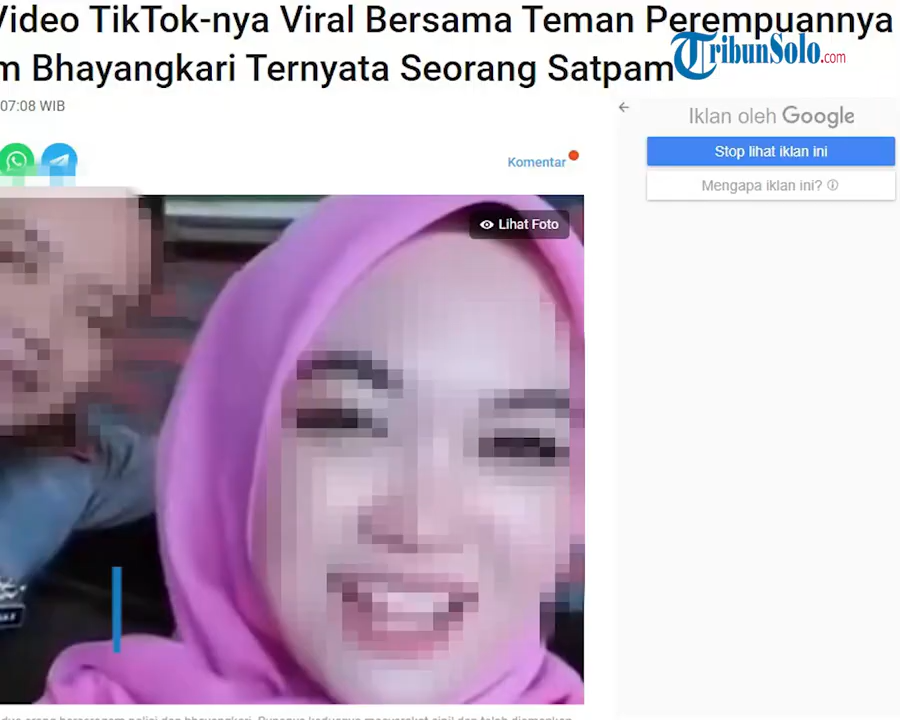 Video TikTok-nya Viral Bersama Teman Perempuannya
m Bhayangkari Ternyata Seorang Satpam
TribunSolo.com
07:08 WIB
Iklan oleh Google
Stop lihat iklan ini
Komentar
Mengapa iklan ini?
Lihat Foto